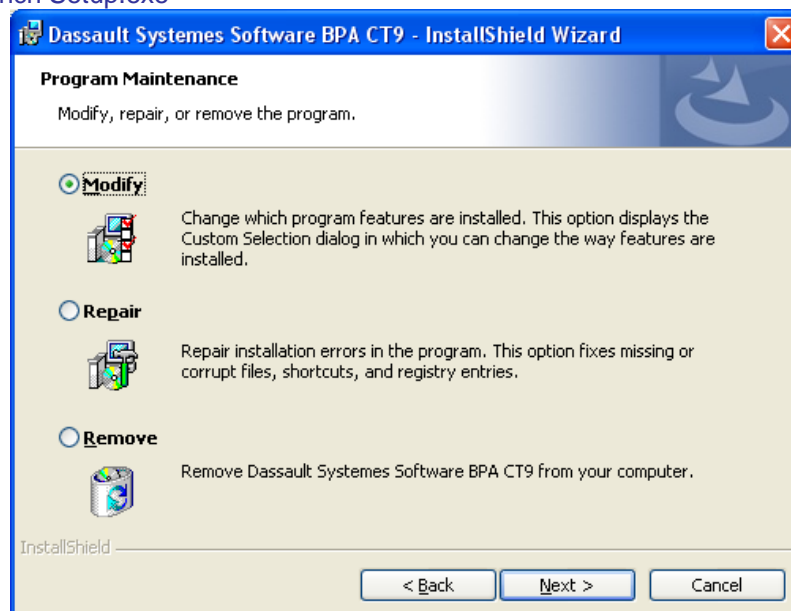 Setup.exe
Dassault Systemes Software BPA CT9 - InstallShield Wizard
Program Maintenance
Modify, repair, or remove the program.
Modify
Change which program features are installed. This option displays the
Custom Selection dialog in which you can change the way features are
installed.
Repair
Repair installation errors in the program. This option fixes missing or
corrupt files, shortcuts, and registry entries.
Remove
Remove Dassault Systemes Software BPA CT9 from your computer.
InstallShield
< Back Next > Cancel